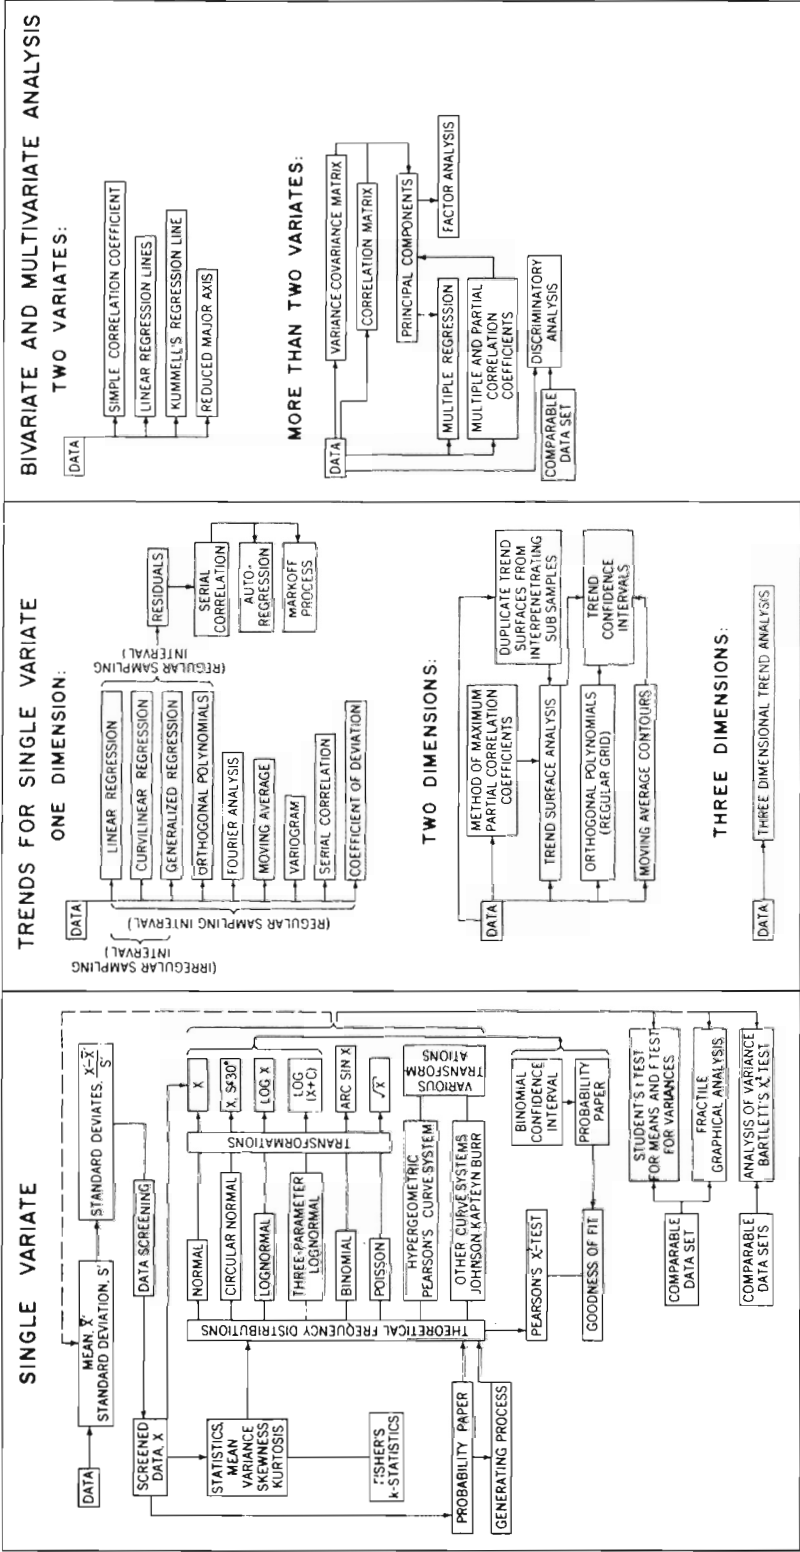 SINGLE VARIATE
DATA
MEAN, X̄'
STANDARD DEVIATION, S'
STANDARD DEVIATES,
X-X̄'
S'
DATA SCREENING
SCREENED
DATA, X
STATISTICS,
MEAN
VARIANCE
SKEWNESS
KURTOSIS
FISHER'S
k-STATISTICS
PROBABILITY PAPER
GENERATING PROCESS
THEORETICAL FREQUENCY DISTRIBUTIONS
NORMAL
CIRCULAR NORMAL
LOGNORMAL
THREE-PARAMETER
LOGNORMAL
BINOMIAL
POISSON
HYPERGEOMETRIC
PEARSON'S CURVE SYSTEM
OTHER CURVE SYSTEMS
JOHNSON KAPTEYN BURR
TRANSFORMATIONS
X
X, S≮30°
LOG X
LOG
(X+C)
ARC SIN X
√X
VARIOUS
TRANSFORM-
ATIONS
PEARSON'S X²-TEST
GOODNESS OF FIT
BINOMIAL
CONFIDENCE
INTERVAL
PROBABILITY
PAPER
COMPARABLE
DATA SET
STUDENT'S t TEST
FOR MEANS AND F TEST
FOR VARIANCES
FRACTILE
GRAPHICAL ANALYSIS
COMPARABLE
DATA SETS
ANALYSIS OF VARIANCE
BARTLETT'S X² TEST
TRENDS FOR SINGLE VARIATE
ONE DIMENSION:
DATA
(IRREGULAR SAMPLING
INTERVAL)
(REGULAR SAMPLING INTERVAL)
LINEAR REGRESSION
CURVILINEAR REGRESSION
GENERALIZED REGRESSION
ORTHOGONAL POLYNOMIALS
FOURIER ANALYSIS
MOVING AVERAGE
VARIOGRAM
SERIAL CORRELATION
COEFFICIENT OF DEVIATION
(REGULAR SAMPLING
INTERVAL)
RESIDUALS
SERIAL
CORRELATION
AUTO-
REGRESSION
MARKOFF
PROCESS
TWO DIMENSIONS:
DATA
METHOD OF MAXIMUM
PARTIAL CORRELATION
COEFFICIENTS
TREND SURFACE ANALYSIS
ORTHOGONAL POLYNOMIALS
(REGULAR GRID)
MOVING AVERAGE CONTOURS
DUPLICATE TREND
SURFACES FROM
INTERPENETRATING
SUB SAMPLES
TREND
CONFIDENCE
INTERVALS
THREE DIMENSIONS:
DATA
THREE DIMENSIONAL TREND ANALYSIS
BIVARIATE AND MULTIVARIATE ANALYSIS
TWO VARIATES:
DATA
SIMPLE CORRELATION COEFFICIENT
LINEAR REGRESSION LINES
KUMMELL'S REGRESSION LINE
REDUCED MAJOR AXIS
MORE THAN TWO VARIATES:
DATA
VARIANCE COVARIANCE MATRIX
CORRELATION MATRIX
PRINCIPAL COMPONENTS
FACTOR ANALYSIS
MULTIPLE REGRESSION
MULTIPLE AND PARTIAL
CORRELATION
COEFFICIENTS
DISCRIMINATORY
ANALYSIS
COMPARABLE
DATA SET